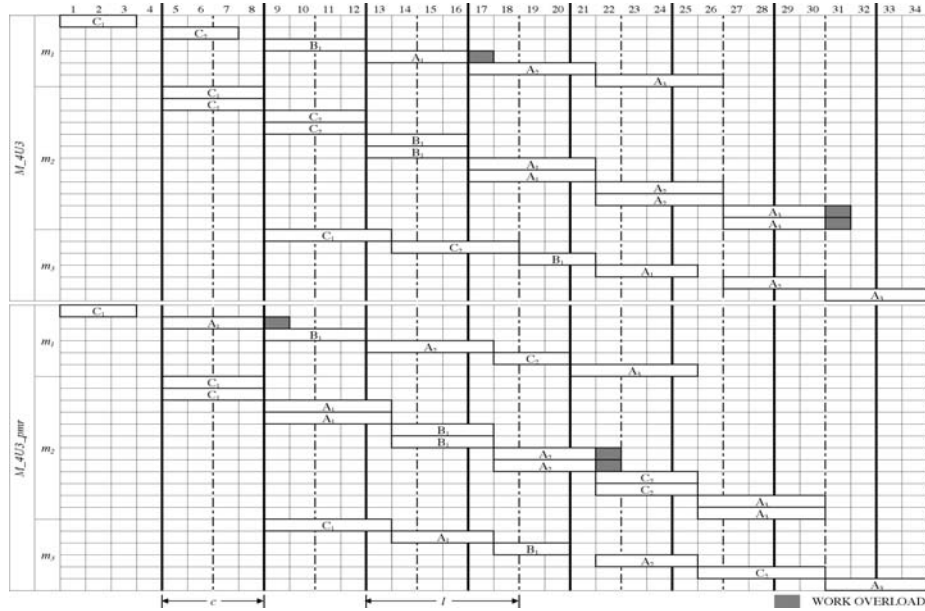 1 2 3 4 5 6 7 8 9 10 11 12 13 14 15 16 17 18 19 20 21 22 23 24 25 26 27 28 29 30 31 32 33 34
M_4U3
m₁
C₁
C₂
B₁
A₁
A₂
A₃
m₂
C₁
C₁
C₂
C₂
B₁
B₁
A₁
A₁
A₂
A₂
A₃
A₃
m₃
C₁
C₂
B₁
A₁
A₂
A₃
M_4U3_pmr
m₁
C₁
A₁
B₁
A₂
C₂
A₃
m₂
C₁
C₁
A₁
A₁
B₁
B₁
A₂
A₂
C₂
C₂
A₃
A₃
m₃
C₁
A₁
B₁
A₂
C₂
A₃
c l WORK OVERLOAD